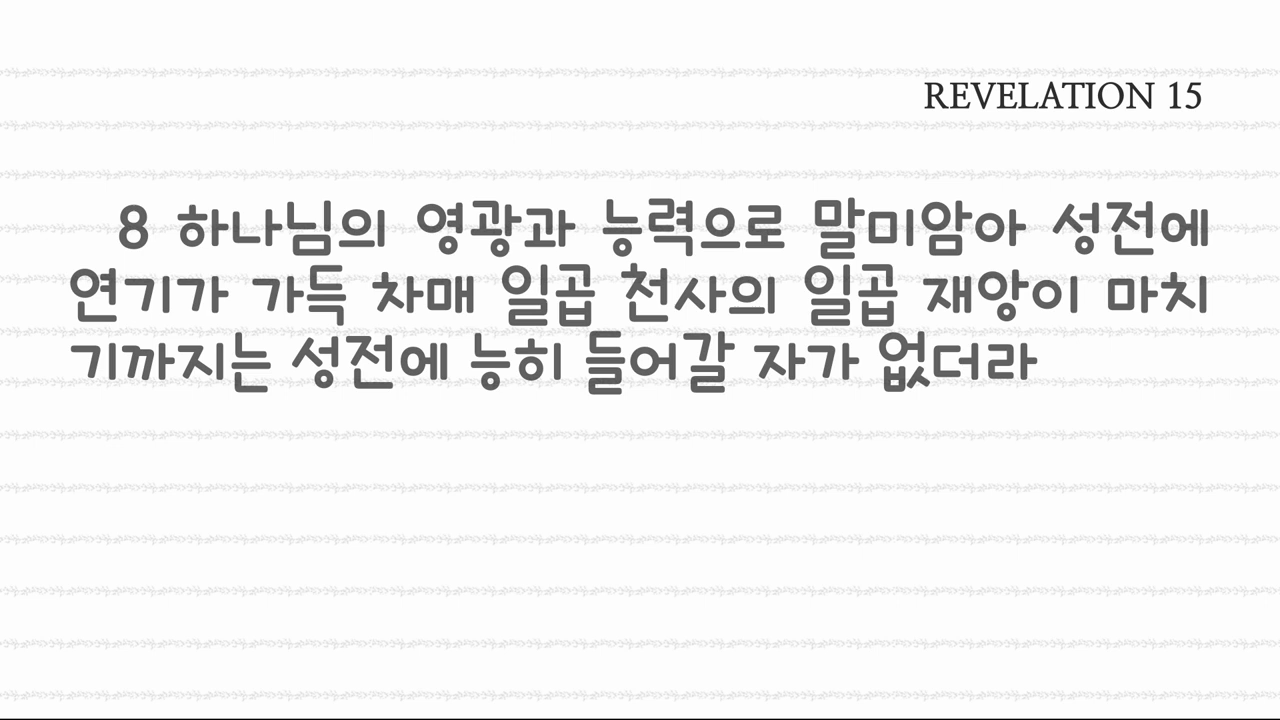 REVELATION 15
8 하나님의 영광과 능력으로 말미암아 성전에
연기가 가득 차매 일곱 천사의 일곱 재앙이 마치
기까지는 성전에 능히 들어갈 자가 없더라